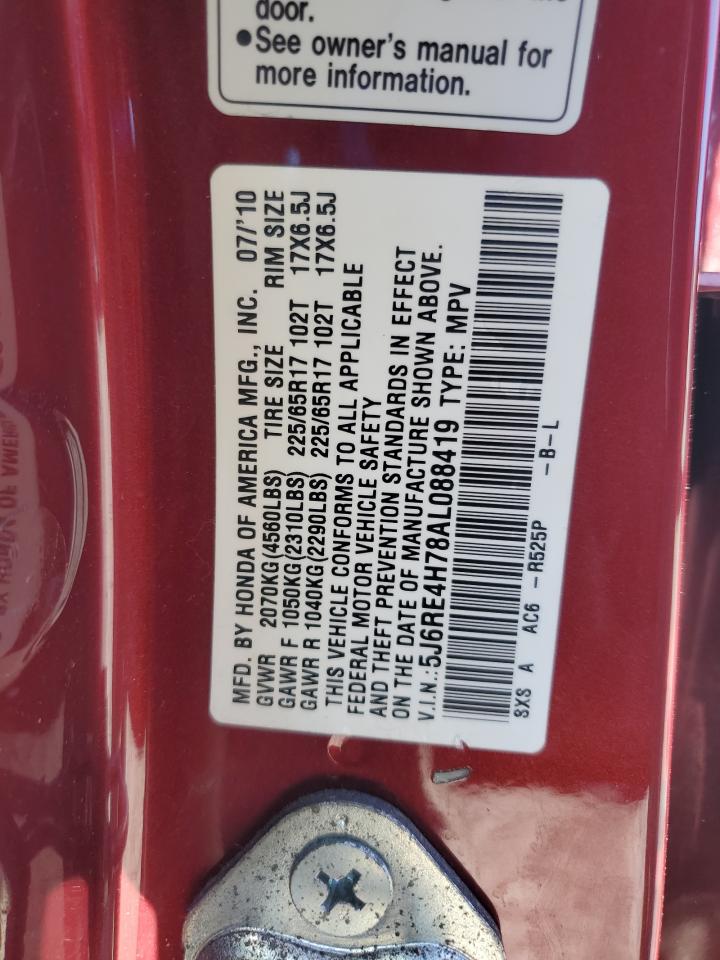 door.
•See owner's manual for
more information.
MFD. BY HONDA OF AMERICA MFG., INC. 07/'10
GVWR 2070KG(4560LBS) TIRE SIZE RIM SIZE
GAWR F 1050KG(2310LBS) 225/65R17 102T 17X6.5J
GAWR R 1040KG(2290LBS) 225/65R17 102T 17X6.5J
THIS VEHICLE CONFORMS TO ALL APPLICABLE
FEDERAL MOTOR VEHICLE SAFETY
AND THEFT PREVENTION STANDARDS IN EFFECT
ON THE DATE OF MANUFACTURE SHOWN ABOVE.
V.I.N.:5J6RE4H78AL088419 TYPE: MPV
SXS A AC6 -R525P -B-L